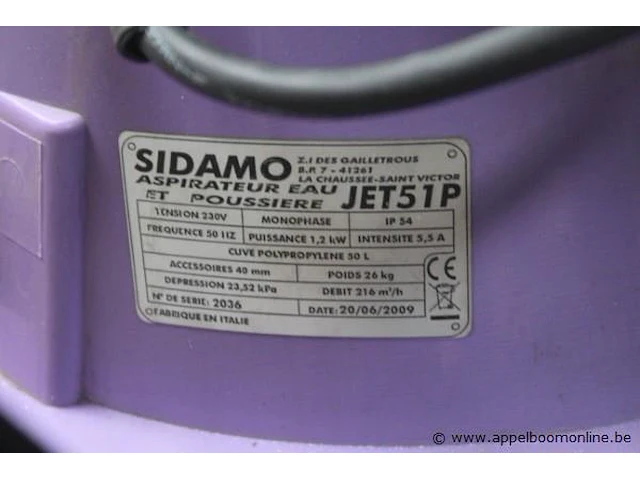 SIDAMO
Z.I DES GAILLETROUS
B.P. 7 - 41261
LA CHAUSSEE-SAINT VICTOR
ASPIRATEUR EAU
ET POUSSIERE JET51P
TENSION 230V MONOPHASE IP 54
FREQUENCE 50 HZ PUISSANCE 1,2 kW INTENSITE 5,5 A
CUVE POLYPROPYLENE 50 L
ACCESSOIRES 40 mm POIDS 26 kg
DEPRESSION 23,52 kPa DEBIT 216 m³/h
N° DE SERIE: 2036 DATE: 20/06/2009
FABRIQUE EN ITALIE
CE
© www.appelboomonline.be